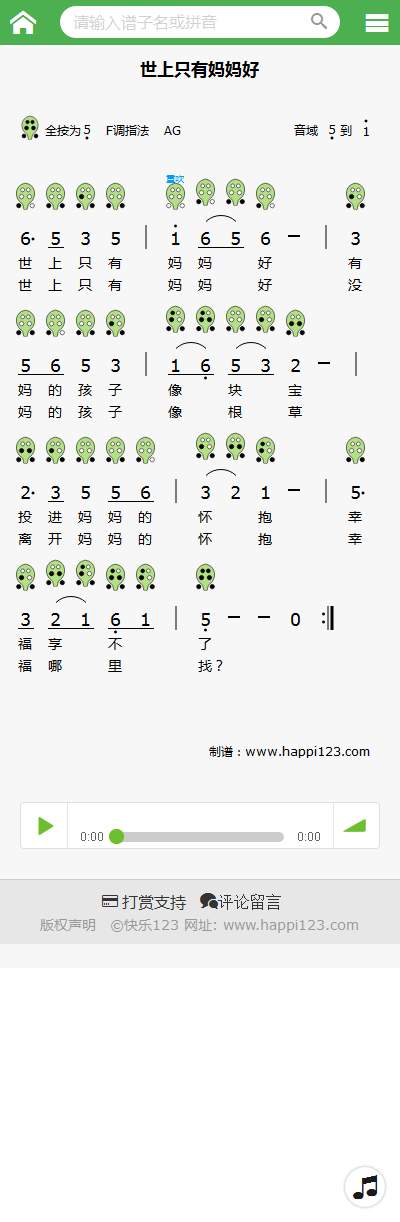 请输入谱子名或拼音
世上只有妈妈好
全按为5 F调指法 AG 音域 5 到 1
6· 5 3 5 | 1 6 5 6 – | 3
世 上 只 有 妈 妈 好 有
世 上 只 有 妈 妈 好 没
5 6 5 3 | 1 6 5 3 2 – |
妈 的 孩 子 像 块 宝
妈 的 孩 子 像 根 草
2· 3 5 5 6 | 3 2 1 – | 5·
投 进 妈 妈 的 怀 抱 幸
离 开 妈 妈 的 怀 抱 幸
3 2 1 6 1 | 5 – – 0 :||
福 享 不 了
福 哪 里 找？
制谱：www.happi123.com
0:00 0:00
打赏支持 评论留言
版权声明 ©快乐123 网址: www.happi123.com